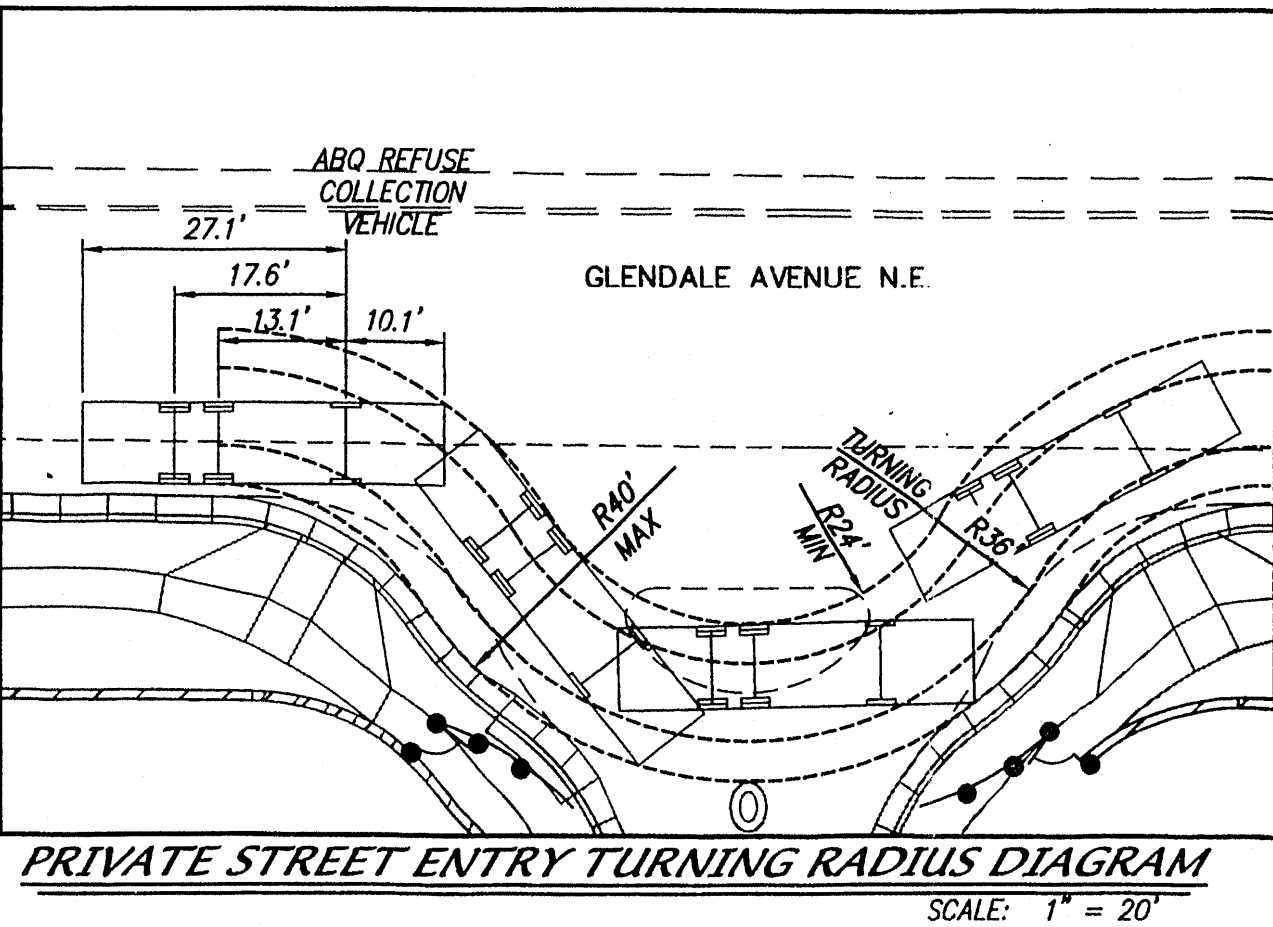 ABQ REFUSE
COLLECTION
VEHICLE
27.1'
17.6'
13.1'
10.1'
GLENDALE AVENUE N.E.
TURNING
RADIUS
R40'
MAX
R24'
MIN
R36'
PRIVATE STREET ENTRY TURNING RADIUS DIAGRAM
SCALE: 1" = 20'